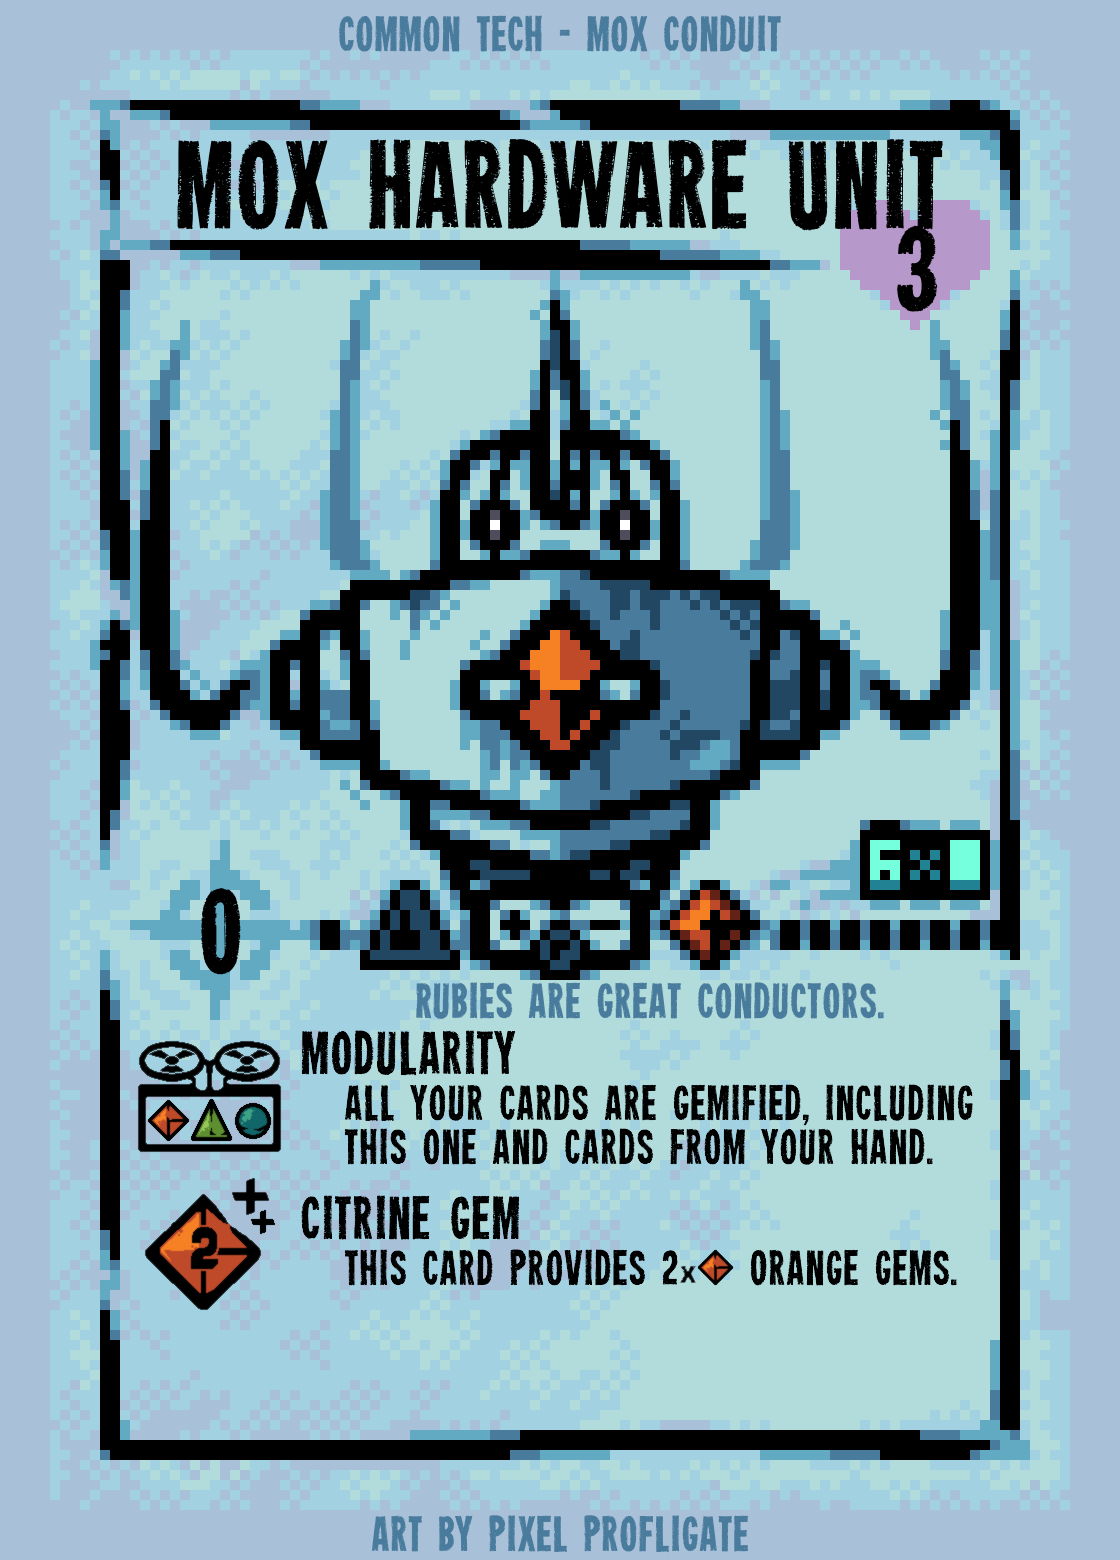 COMMON TECH - MOX CONDUIT
MOX HARDWARE UNIT
3
6x
0
RUBIES ARE GREAT CONDUCTORS.
MODULARITY
ALL YOUR CARDS ARE GEMIFIED, INCLUDING
THIS ONE AND CARDS FROM YOUR HAND.
2
CITRINE GEM
THIS CARD PROVIDES 2x ORANGE GEMS.
ART BY PIXEL PROFLIGATE